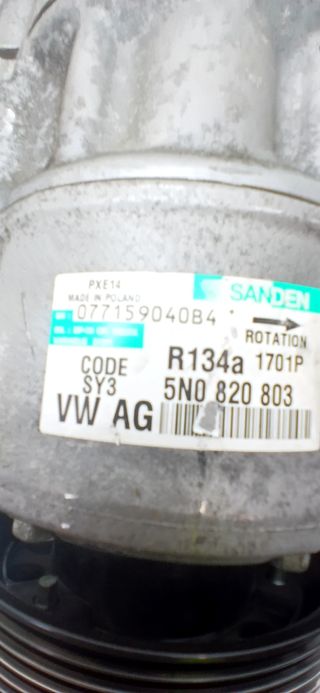 PXE14
MADE IN POLAND
SANDEN
07715904084
ROTATION
CODE
SY3
R134a 1701P
5N0 820 803
VW AG